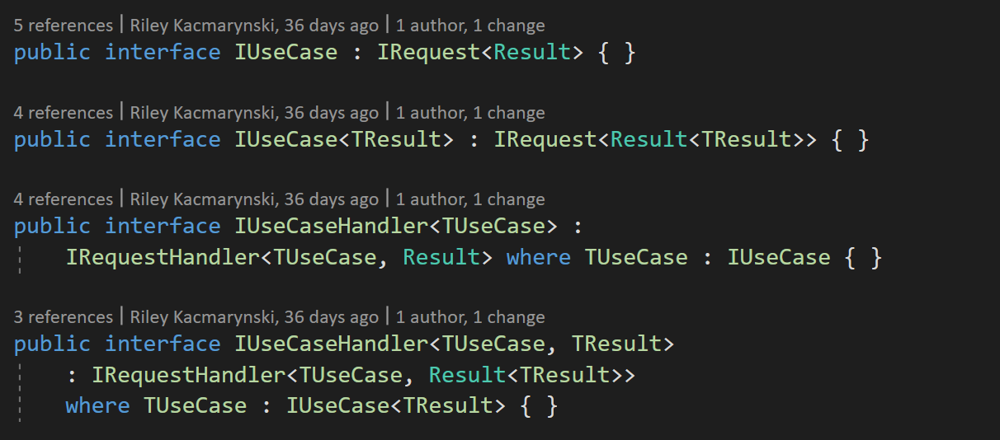 5 references | Riley Kacmarynski, 36 days ago | 1 author, 1 change
public interface IUseCase : IRequest<Result> { }
4 references | Riley Kacmarynski, 36 days ago | 1 author, 1 change
public interface IUseCase<TResult> : IRequest<Result<TResult>> { }
4 references | Riley Kacmarynski, 36 days ago | 1 author, 1 change
public interface IUseCaseHandler<TUseCase> :
IRequestHandler<TUseCase, Result> where TUseCase : IUseCase { }
3 references | Riley Kacmarynski, 36 days ago | 1 author, 1 change
public interface IUseCaseHandler<TUseCase, TResult>
: IRequestHandler<TUseCase, Result<TResult>>
where TUseCase : IUseCase<TResult> { }